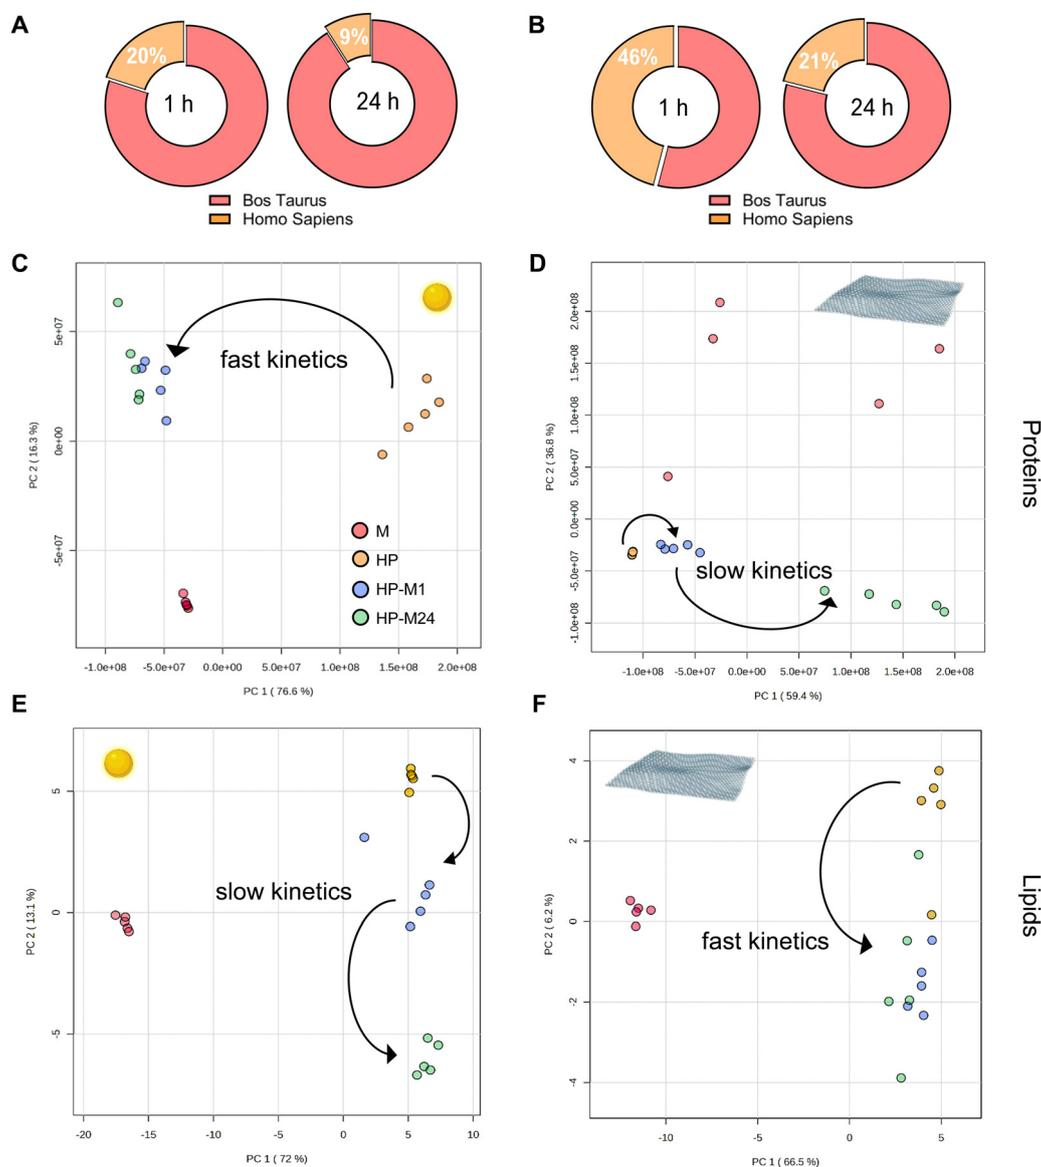 A
20%
1 h
9%
24 h
Bos Taurus
Homo Sapiens
B
46%
1 h
21%
24 h
Bos Taurus
Homo Sapiens
C
fast kinetics
M
HP
HP-M1
HP-M24
5e+07
0e+00
-5e+07
PC 2 ( 16.3 %)
-1.0e+08 -5.0e+07 0.0e+00 5.0e+07 1.0e+08 1.5e+08 2.0e+08
PC 1 ( 76.6 %)
D
slow kinetics
2.0e+08
1.5e+08
1.0e+08
5.0e+07
0.0e+00
-5.0e+07
-1.0e+08
PC 2 ( 36.8 %)
-1.0e+08 -5.0e+07 0.0e+00 5.0e+07 1.0e+08 1.5e+08 2.0e+08
PC 1 ( 59.4 %)
Proteins
E
slow kinetics
5
0
-5
PC 2 ( 13.1 %)
-20 -15 -10 -5 0 5 10
PC 1 ( 72 %)
F
fast kinetics
4
2
0
-2
-4
PC 2 ( 6.2 %)
-10 -5 0 5
PC 1 ( 66.5 %)
Lipids